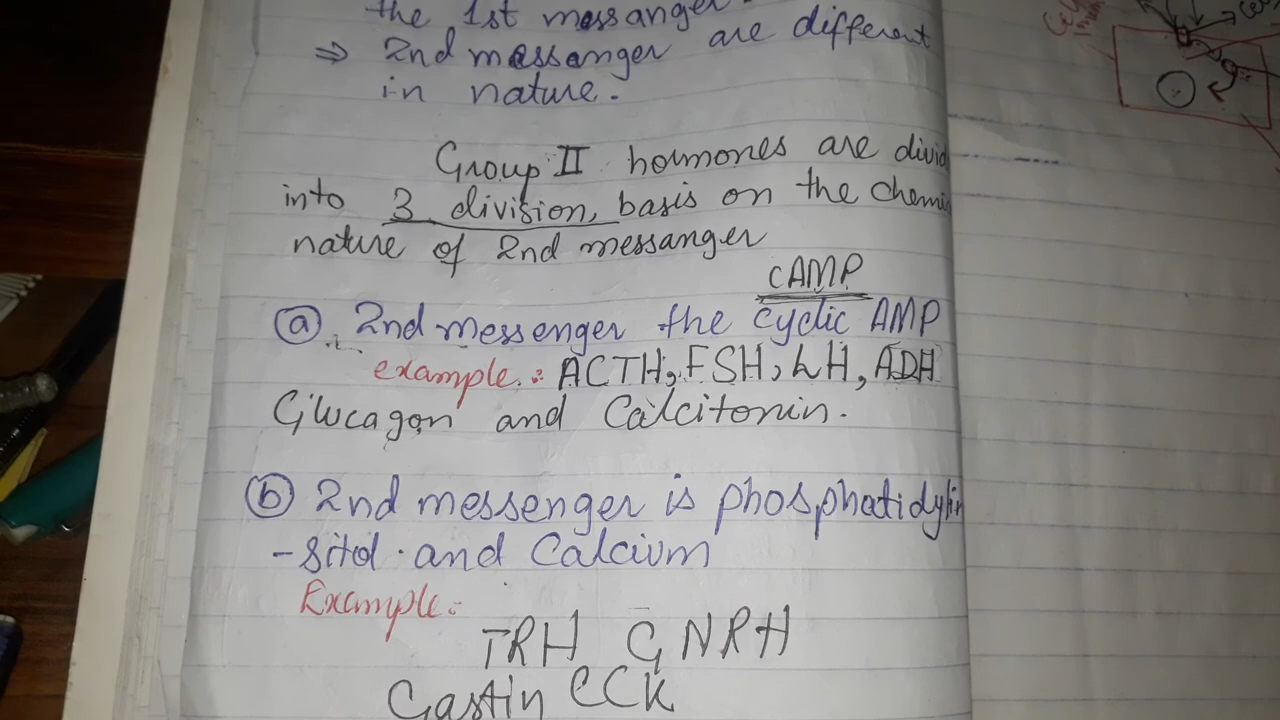 the 1st messanger
⇒ 2nd messanger are different
in nature.
Group II hormones are divid
into 3 division, basis on the chemi
nature of 2nd messanger
cAMP
ⓐ 2nd messenger the cyclic AMP
example : ACTH, FSH, LH, ADH
Glucagon and Calcitonin.
ⓑ 2nd messenger is phosphatidylin
-sitol and Calcium
Example:
TRH GNRH
Gastin CCK